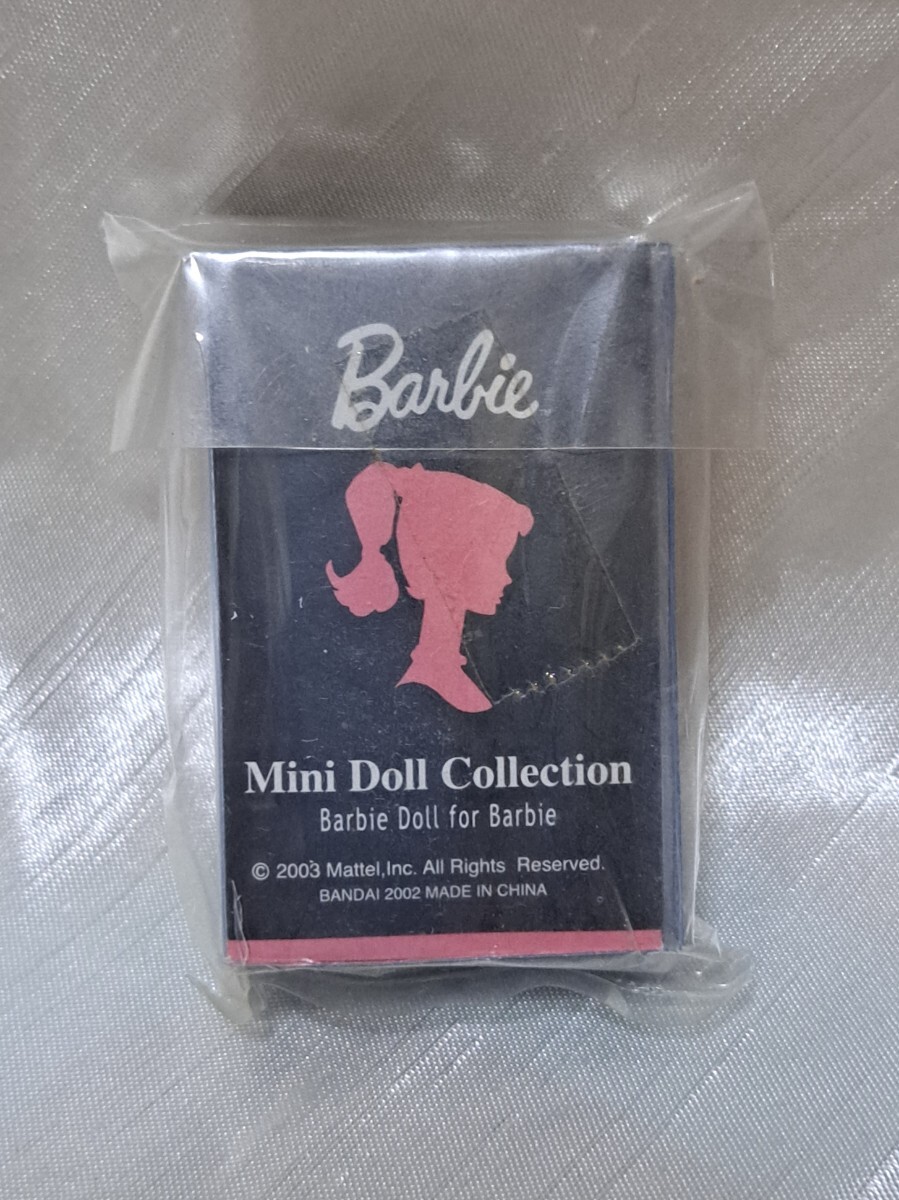 Barbie
Mini Doll Collection
Barbie Doll for Barbie
© 2003 Mattel,Inc. All Rights Reserved.
BANDAI 2002 MADE IN CHINA